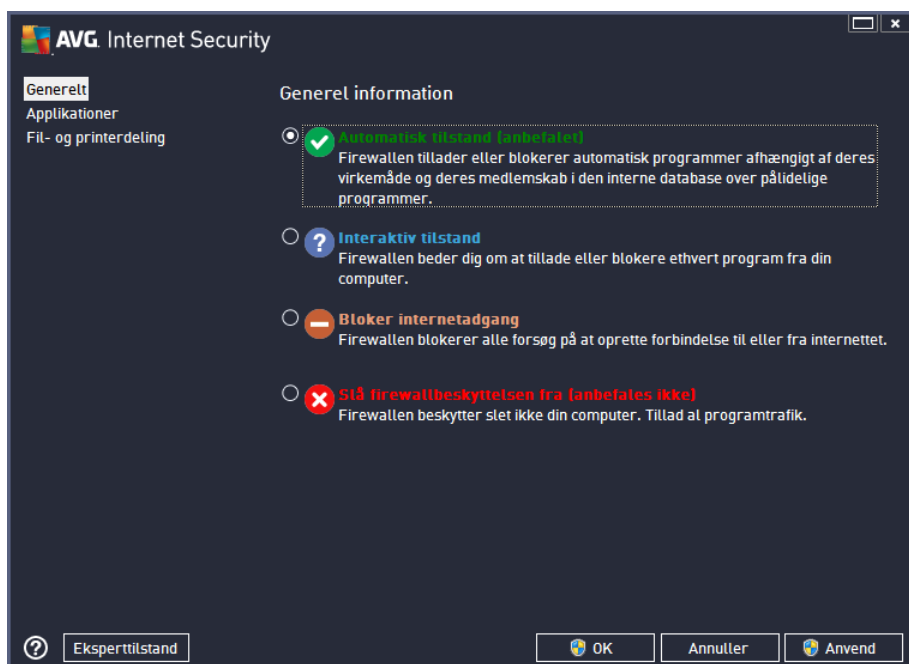 AVG. Internet Security
Generelt
Applikationer
Fil- og printerdeling
Generel information
Automatisk tilstand (anbefalet)
Firewallen tillader eller blokerer automatisk programmer afhængigt af deres
virkemåde og deres medlemskab i den interne database over pålidelige
programmer.
Interaktiv tilstand
Firewallen beder dig om at tillade eller blokere ethvert program fra din
computer.
Bloker internetadgang
Firewallen blokerer alle forsøg på at oprette forbindelse til eller fra internettet.
Slå firewallbeskyttelsen fra (anbefales ikke)
Firewallen beskytter slet ikke din computer. Tillad al programtrafik.
Eksperttilstand
OK
Annuller
Anvend